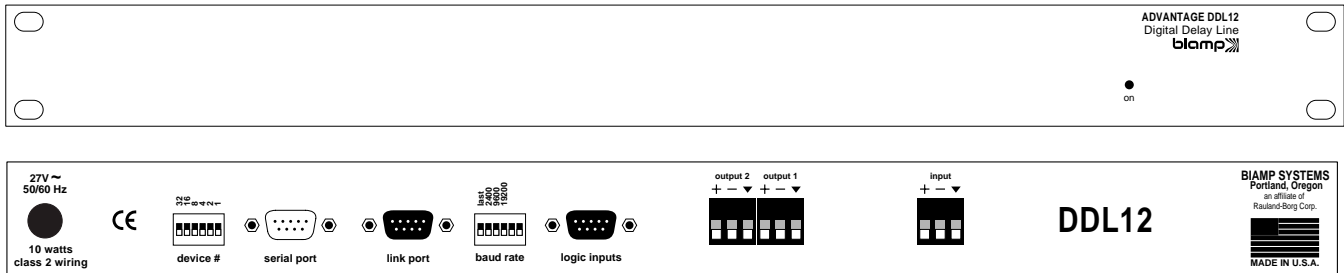 ADVANTAGE DDL12
Digital Delay Line
biamp
on
27V ~
50/60 Hz
10 watts
class 2 wiring
CE
32 16 8 4 2 1
device #
serial port
link port
last 2400 9600 19200
baud rate
logic inputs
output 2 output 1
+ − ▼ + − ▼
input
+ − ▼
DDL12
BIAMP SYSTEMS
Portland, Oregon
an affiliate of
Rauland-Borg Corp.
MADE IN U.S.A.